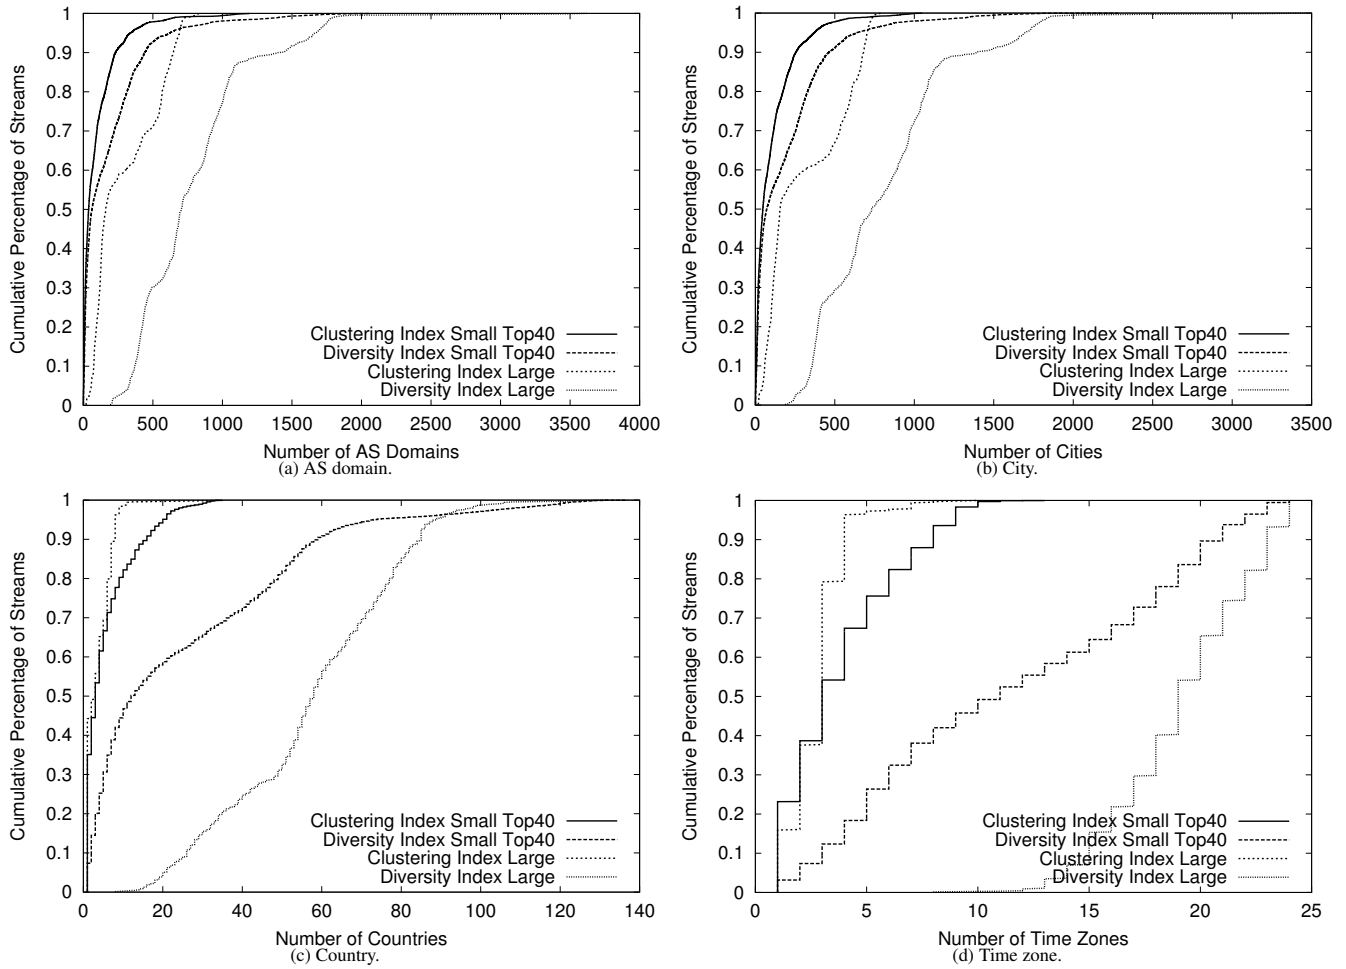 Cumulative Percentage of Streams
1
0.9
0.8
0.7
0.6
0.5
0.4
0.3
0.2
0.1
0
Clustering Index Small Top40
Diversity Index Small Top40
Clustering Index Large
Diversity Index Large
0 500 1000 1500 2000 2500 3000 3500 4000
Number of AS Domains
(a) AS domain.
Cumulative Percentage of Streams
1
0.9
0.8
0.7
0.6
0.5
0.4
0.3
0.2
0.1
0
Clustering Index Small Top40
Diversity Index Small Top40
Clustering Index Large
Diversity Index Large
0 500 1000 1500 2000 2500 3000 3500
Number of Cities
(b) City.
Cumulative Percentage of Streams
1
0.9
0.8
0.7
0.6
0.5
0.4
0.3
0.2
0.1
0
Clustering Index Small Top40
Diversity Index Small Top40
Clustering Index Large
Diversity Index Large
0 20 40 60 80 100 120 140
Number of Countries
(c) Country.
Cumulative Percentage of Streams
1
0.9
0.8
0.7
0.6
0.5
0.4
0.3
0.2
0.1
0
Clustering Index Small Top40
Diversity Index Small Top40
Clustering Index Large
Diversity Index Large
0 5 10 15 20 25
Number of Time Zones
(d) Time zone.